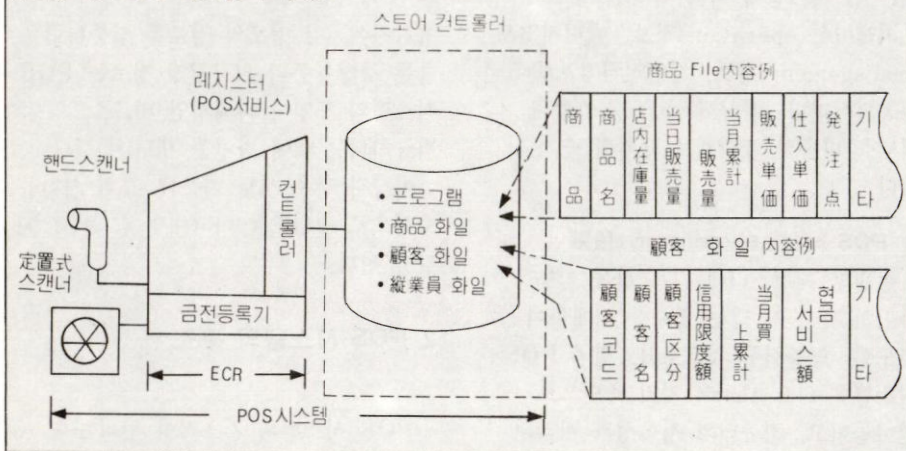 스토어 컨트롤러
레지스터
(POS서비스)
핸드스캐너
定置式
스캐너
컨트롤러
금전등록기
ECR
POS시스템
• 프로그램
• 商品 화일
• 顧客 화일
• 縦業員 화일
商品 File內容例
商品
商品名
店内在庫量
当日販売量
当月累計
販売量
販売単価
仕入単価
発注点
기타
顧客 화일 内容例
顧客코드
顧客名
顧客区分
信用限度額
当月買
上累計
현금
서비스額
기타